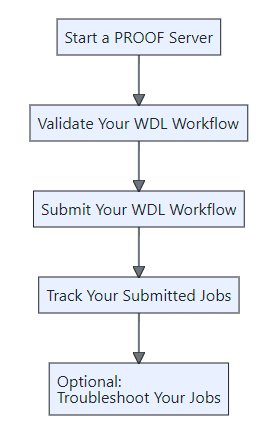 Start a PROOF Server
Validate Your WDL Workflow
Submit Your WDL Workflow
Track Your Submitted Jobs
Optional:
Troubleshoot Your Jobs